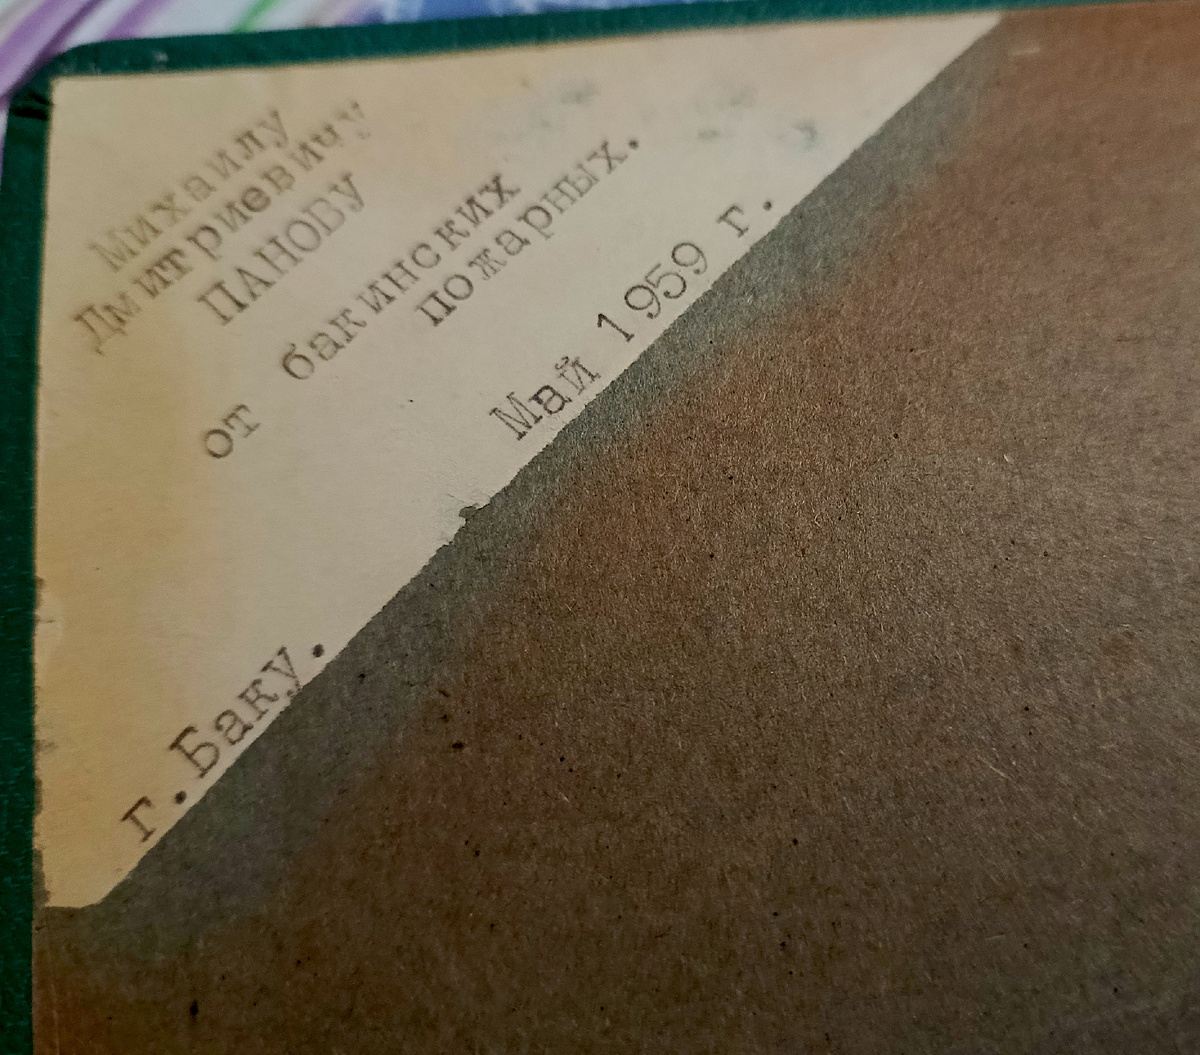 Михаилу
Дмитриевичу
ПАНОВУ
от бакинских
пожарных.
г.Баку. Май 1959 г.